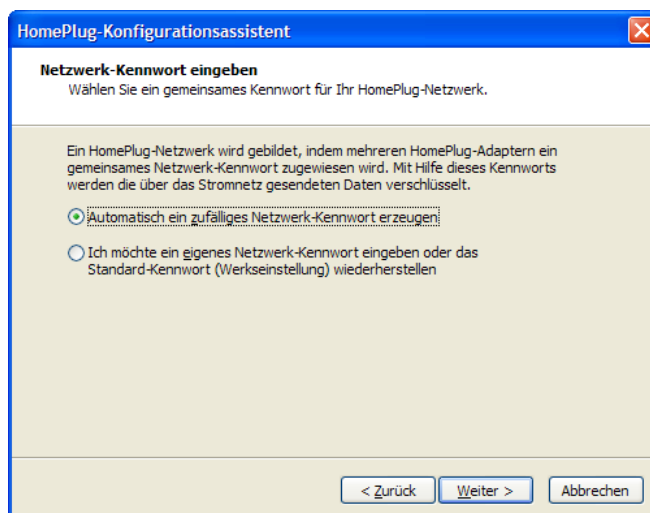 HomePlug-Konfigurationsassistent
Netzwerk-Kennwort eingeben
Wählen Sie ein gemeinsames Kennwort für Ihr HomePlug-Netzwerk.
Ein HomePlug-Netzwerk wird gebildet, indem mehreren HomePlug-Adaptern ein
gemeinsames Netzwerk-Kennwort zugewiesen wird. Mit Hilfe dieses Kennworts
werden die über das Stromnetz gesendeten Daten verschlüsselt.
Automatisch ein zufälliges Netzwerk-Kennwort erzeugen
Ich möchte ein eigenes Netzwerk-Kennwort eingeben oder das
Standard-Kennwort (Werkseinstellung) wiederherstellen
< Zurück Weiter > Abbrechen